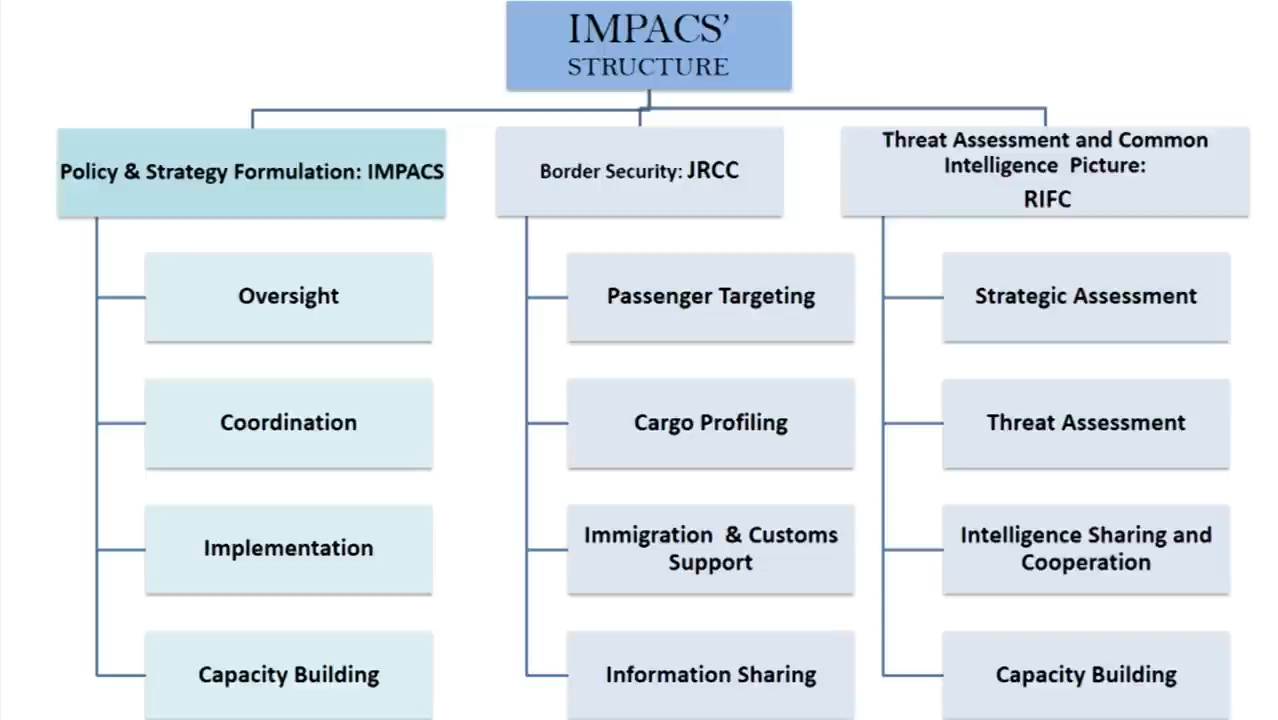 IMPACS’
STRUCTURE
Policy & Strategy Formulation: IMPACS
Oversight
Coordination
Implementation
Capacity Building
Border Security: JRCC
Passenger Targeting
Cargo Profiling
Immigration & Customs
Support
Information Sharing
Threat Assessment and Common
Intelligence Picture:
RIFC
Strategic Assessment
Threat Assessment
Intelligence Sharing and
Cooperation
Capacity Building